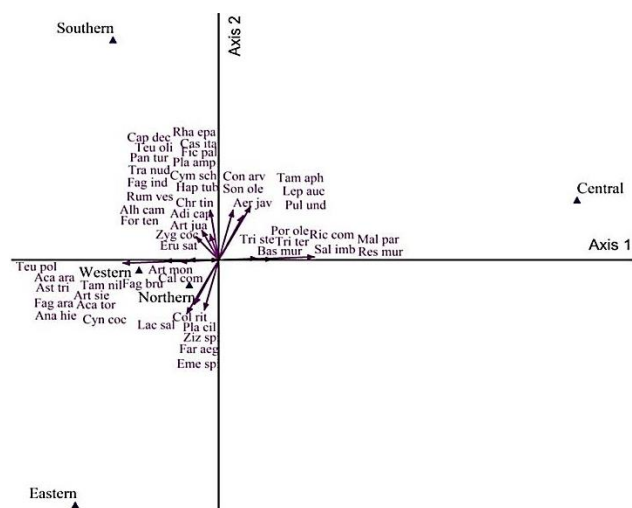 Southern
Axis 2
Cap dec
Rha epa
Teu oli
Cas ita
Fic pal
Pan tur
Pla amp
Tra nud
Cym sch
Con arv
Tam aph
Fag ind
Hap tub
Son ole
Lep auc
Central
Rum ves
Chr tin
Aer jav
Pul und
Alh cam
Adi cap
For ten
Art jua
Zyg coc
Por ole
Ric com
Tri ste
Tri ter
Mal par
Axis 1
Eru sat
Bas mur
Sal imb
Res mur
Teu pol
Western
Art mon
Aca ara
Cal com
Ast tri
Tam nil
Fag bru
Art sie
Northern
Fag ara
Aca tor
Ana hie
Cyn coc
Lac sal
Col rit
Pla cil
Ziz sp
Far aeg
Eme sp
Eastern